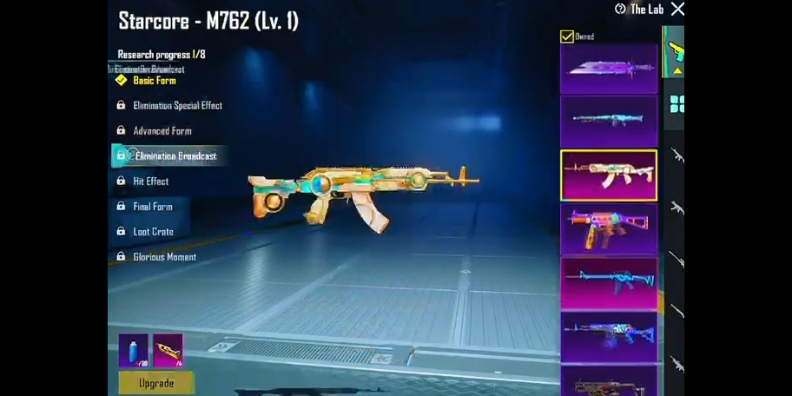 Starcore - M762 (Lv. 1)
The Lab
Research progress 1/8
Owned
Basic Form
Elimination Special Effect
Advanced Form
Elimination Broadcast
Hit Effect
Final Form
Loot Crate
Glorious Moment
Upgrade